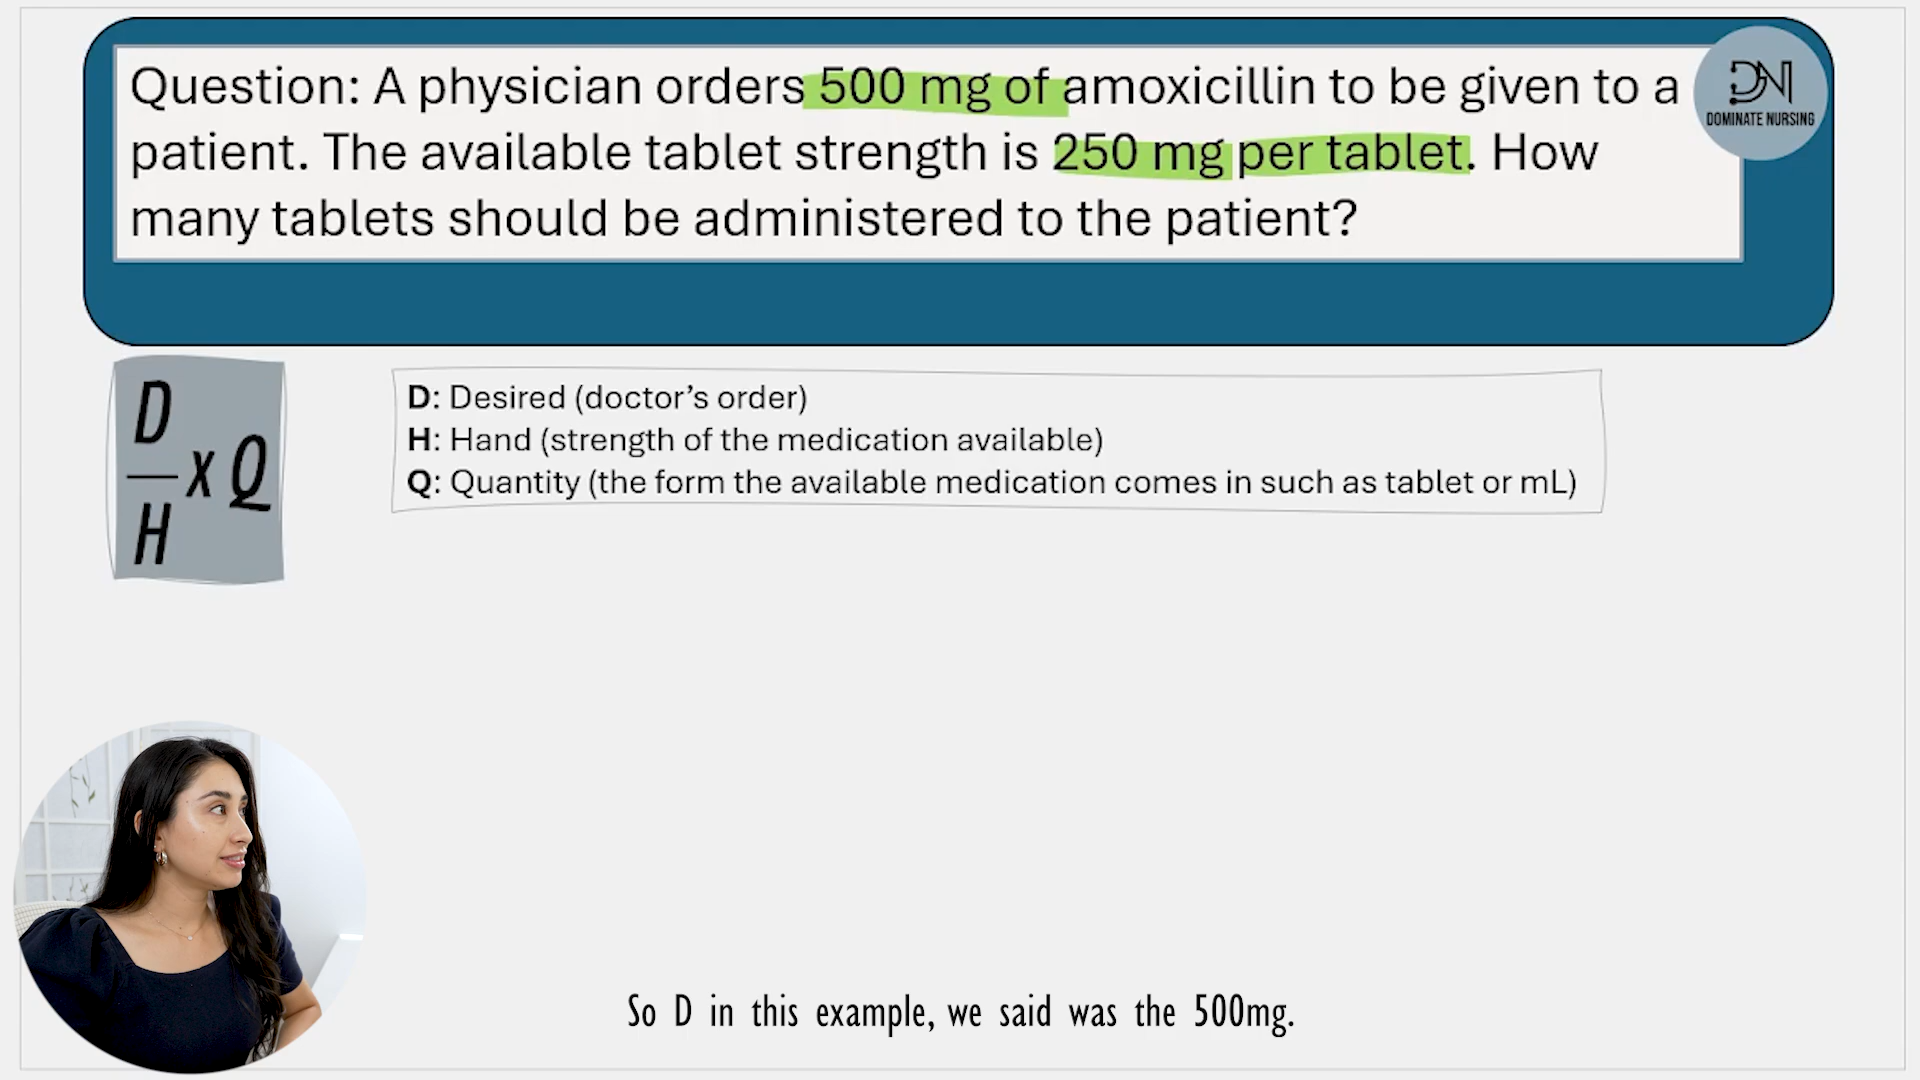 Question: A physician orders 500 mg of amoxicillin to be given to a
patient. The available tablet strength is 250 mg per tablet. How
many tablets should be administered to the patient?
DN
DOMINATE NURSING
D
H
x Q
D: Desired (doctor’s order)
H: Hand (strength of the medication available)
Q: Quantity (the form the available medication comes in such as tablet or mL)
So D in this example, we said was the 500mg.